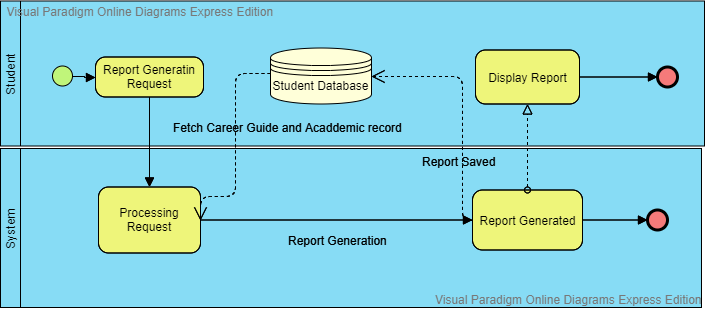 Visual Paradigm Online Diagrams Express Edition
Student
Report Generatin
Request
Student Database
Display Report
Fetch Career Guide and Acaddemic record
Report Saved
System
Processing
Request
Report Generated
Report Generation
Visual Paradigm Online Diagrams Express Edition